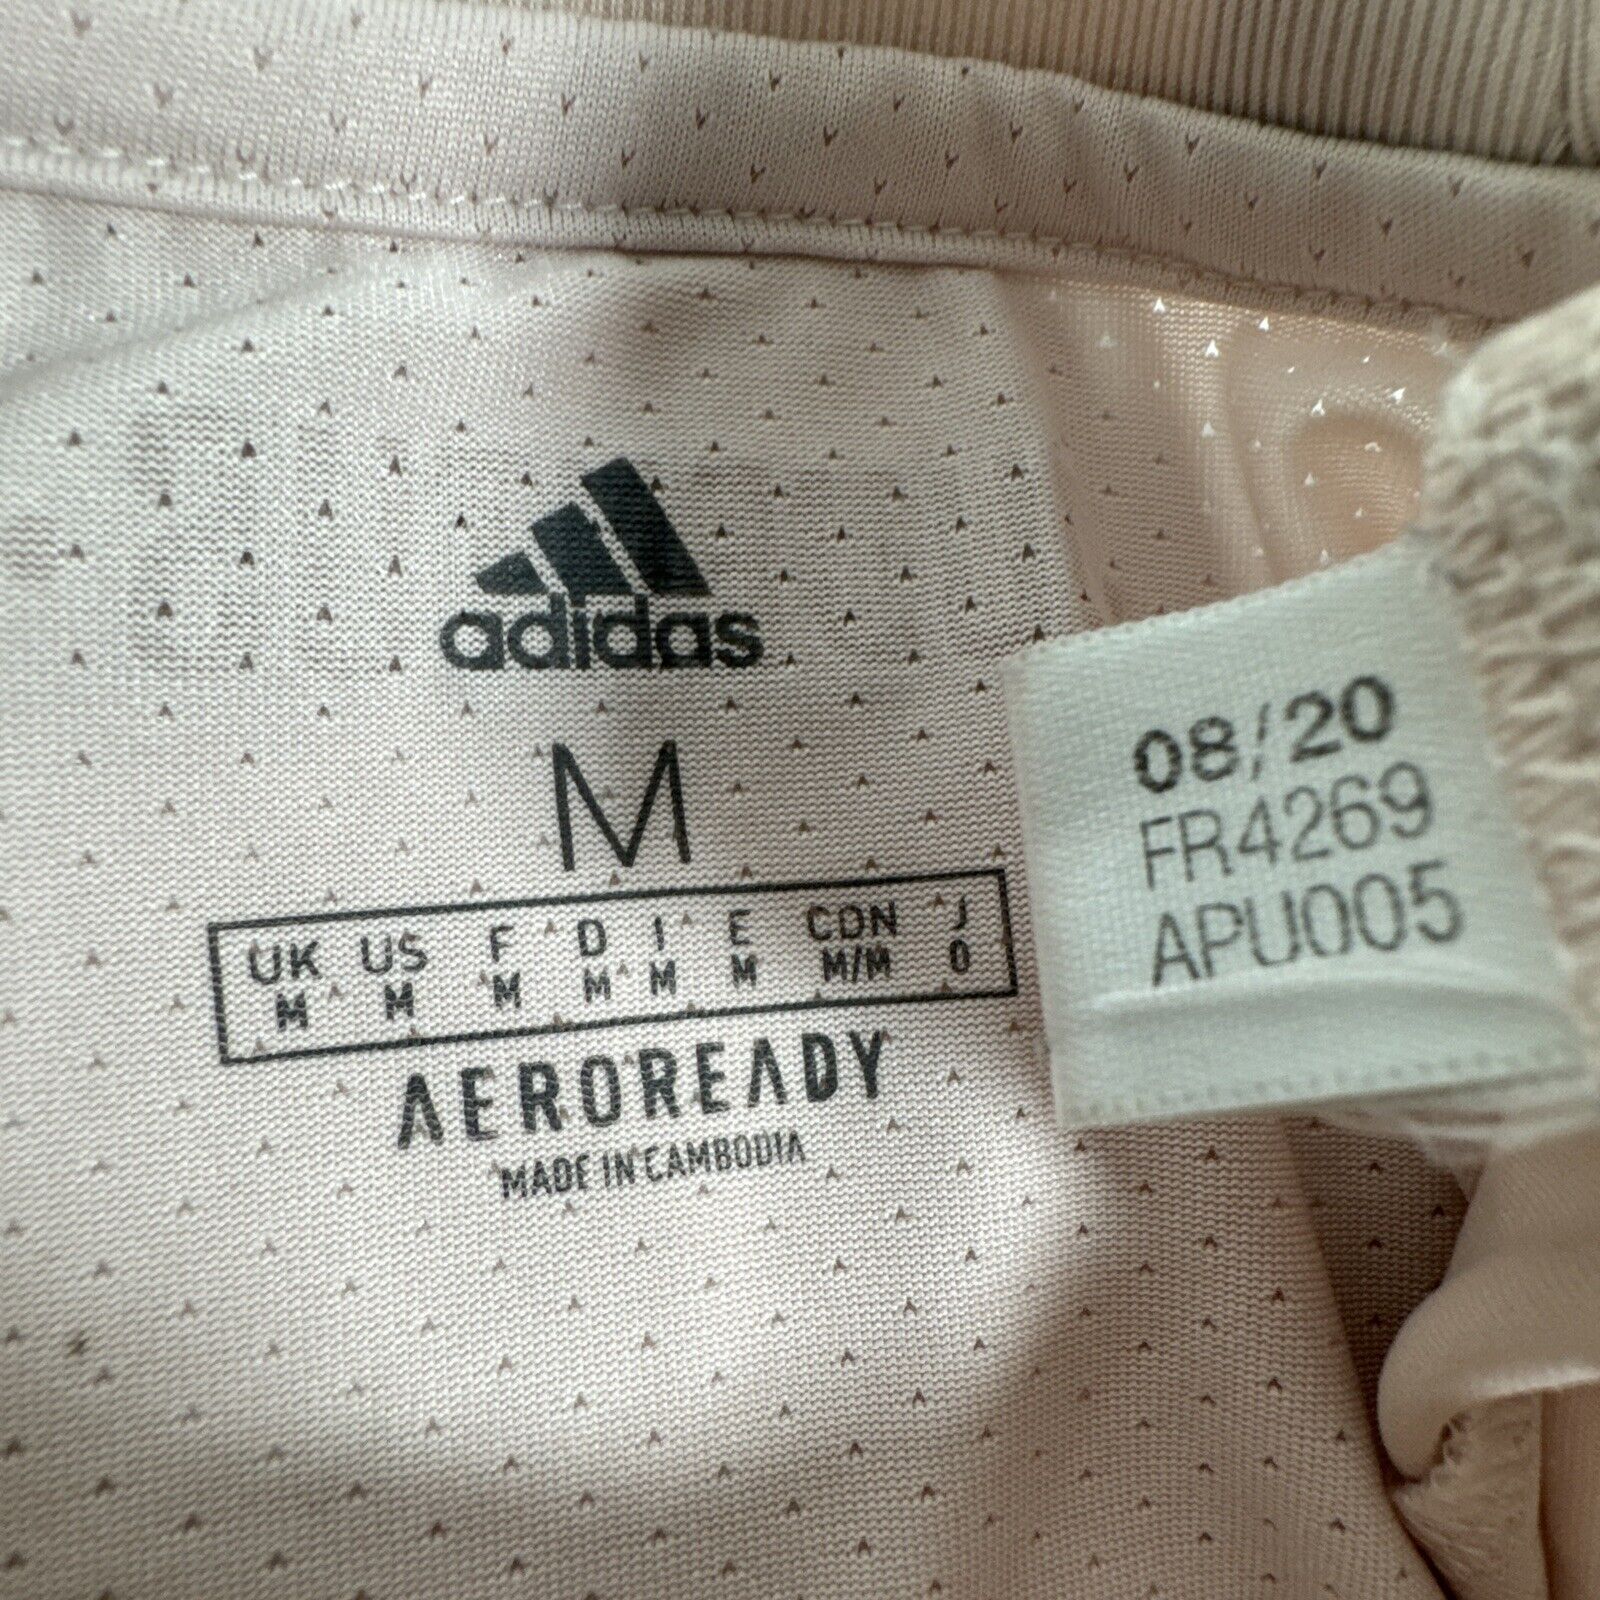 adidas
M
UK US F D I E CDN J
M M M M M M M/M O
AEROREADY
MADE IN CAMBODIA
08/20
FR4269
APU005